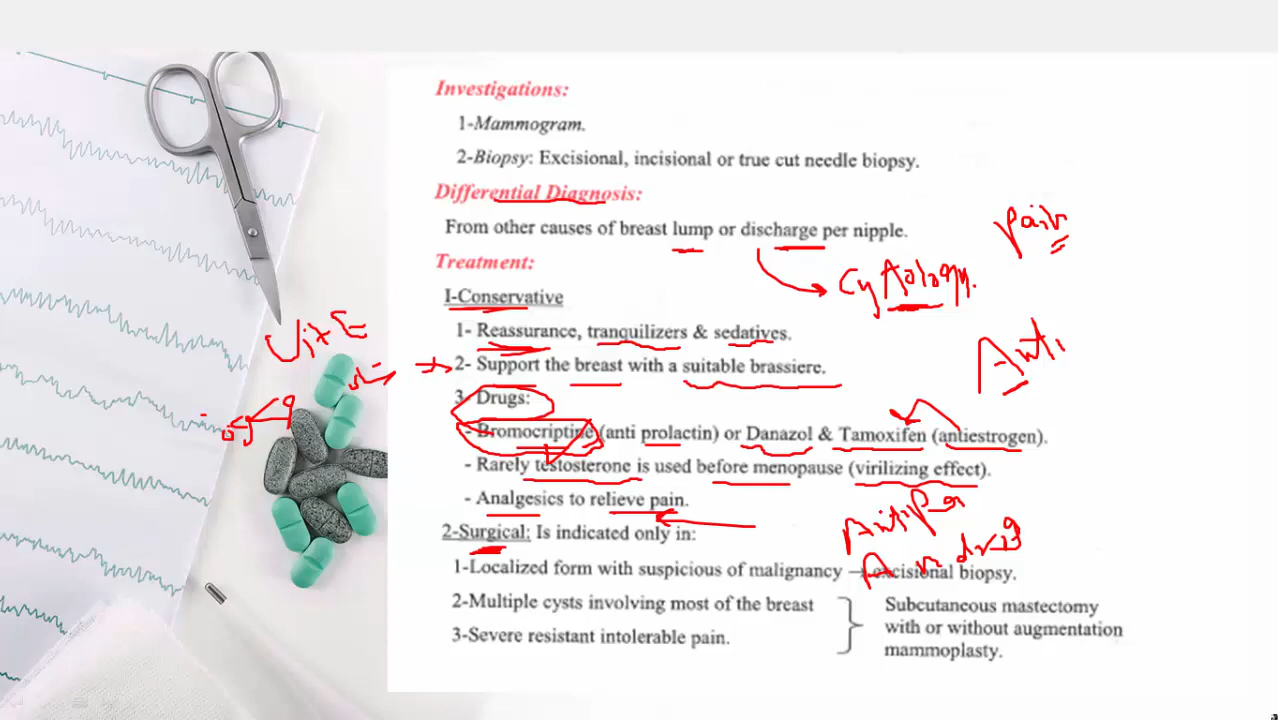 Investigations:
1-Mammogram.
2-Biopsy: Excisional, incisional or true cut needle biopsy.
Differential Diagnosis:
From other causes of breast lump or discharge per nipple.
pain
Treatment:
Cytology.
I-Conservative
Vit E
1- Reassurance, tranquilizers & sedatives.
Anti
2- Support the breast with a suitable brassiere.
3- Drugs:
- Bromocriptine (anti prolactin) or Danazol & Tamoxifen (antiestrogen).
- Rarely testosterone is used before menopause (virilizing effect).
- Analgesics to relieve pain.
2-Surgical: Is indicated only in:
1-Localized form with suspicious of malignancy → excisional biopsy.
2-Multiple cysts involving most of the breast
3-Severe resistant intolerable pain.
Subcutaneous mastectomy
with or without augmentation
mammoplasty.